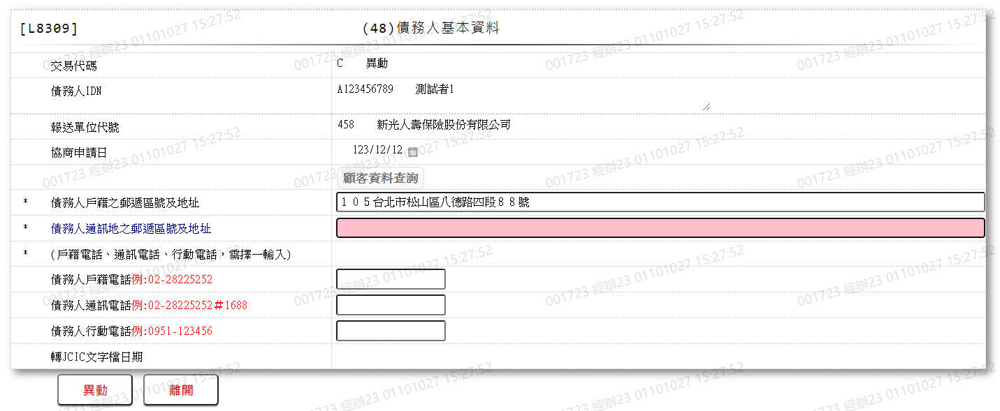 [L8309] (48)債務人基本資料
交易代碼 C 異動
債務人IDN A123456789 測試者1
報送單位代號 458 新光人壽保險股份有限公司
協商申請日 123/12/12
顧客資料查詢
* 債務人戶籍之郵遞區號及地址 １０５台北市松山區八德路四段８８號
* 債務人通訊地之郵遞區號及地址
* (戶籍電話、通訊電話、行動電話，需擇一輸入)
債務人戶籍電話例:02-28225252
債務人通訊電話例:02-28225252＃1688
債務人行動電話例:0951-123456
轉JCIC文字檔日期
異動 離開
001723 經辦23 01101027 15:27:52